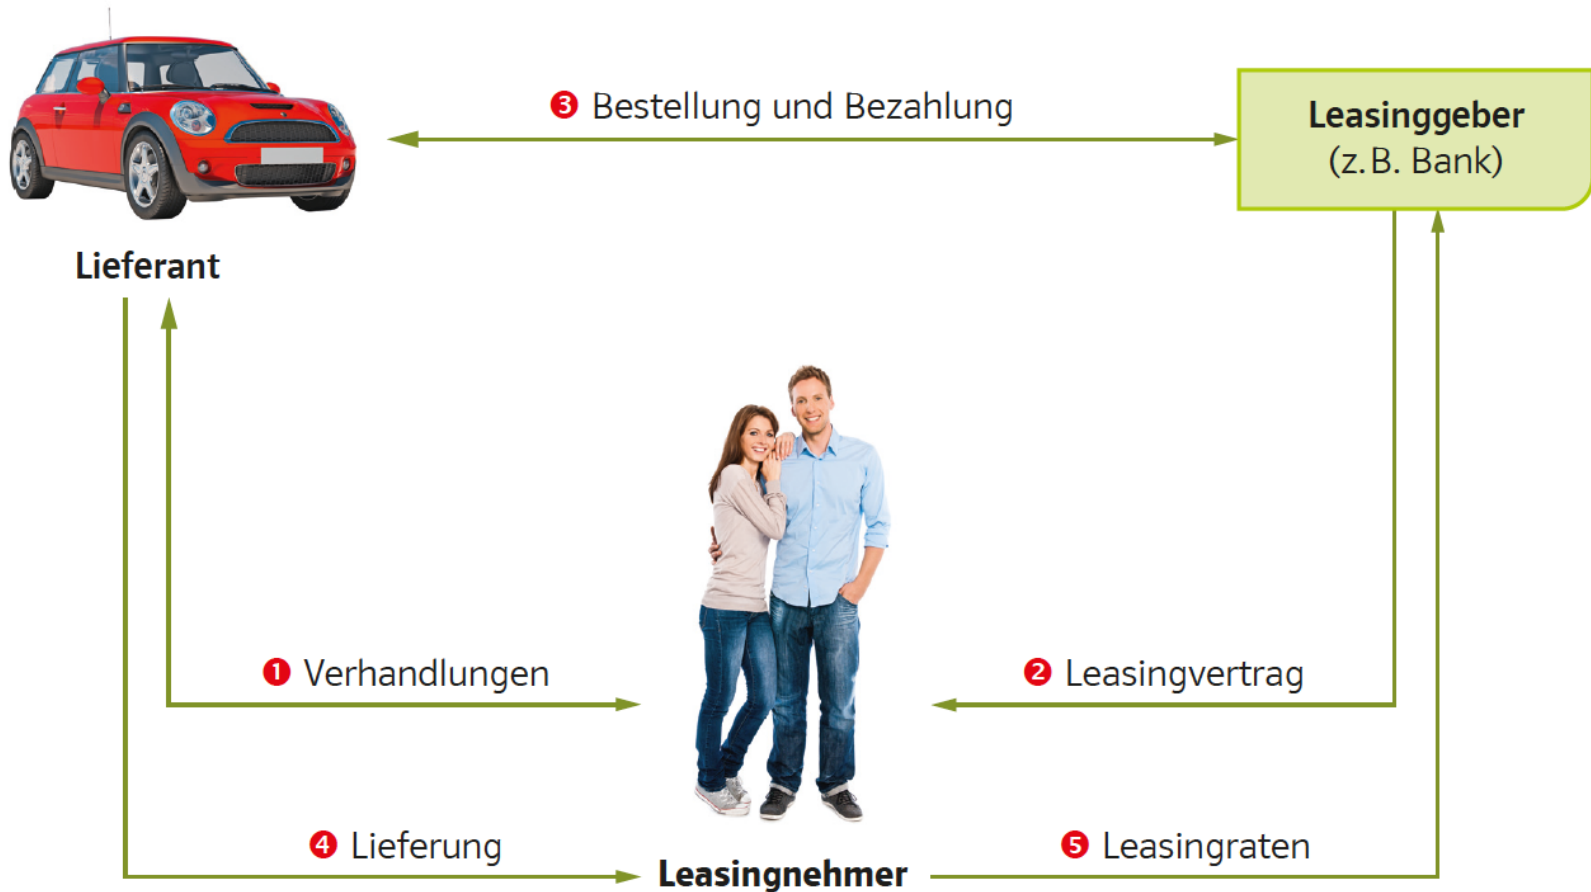 ❸ Bestellung und Bezahlung
Leasinggeber
(z. B. Bank)
Lieferant
❶ Verhandlungen
❷ Leasingvertrag
❹ Lieferung
❺ Leasingraten
Leasingnehmer